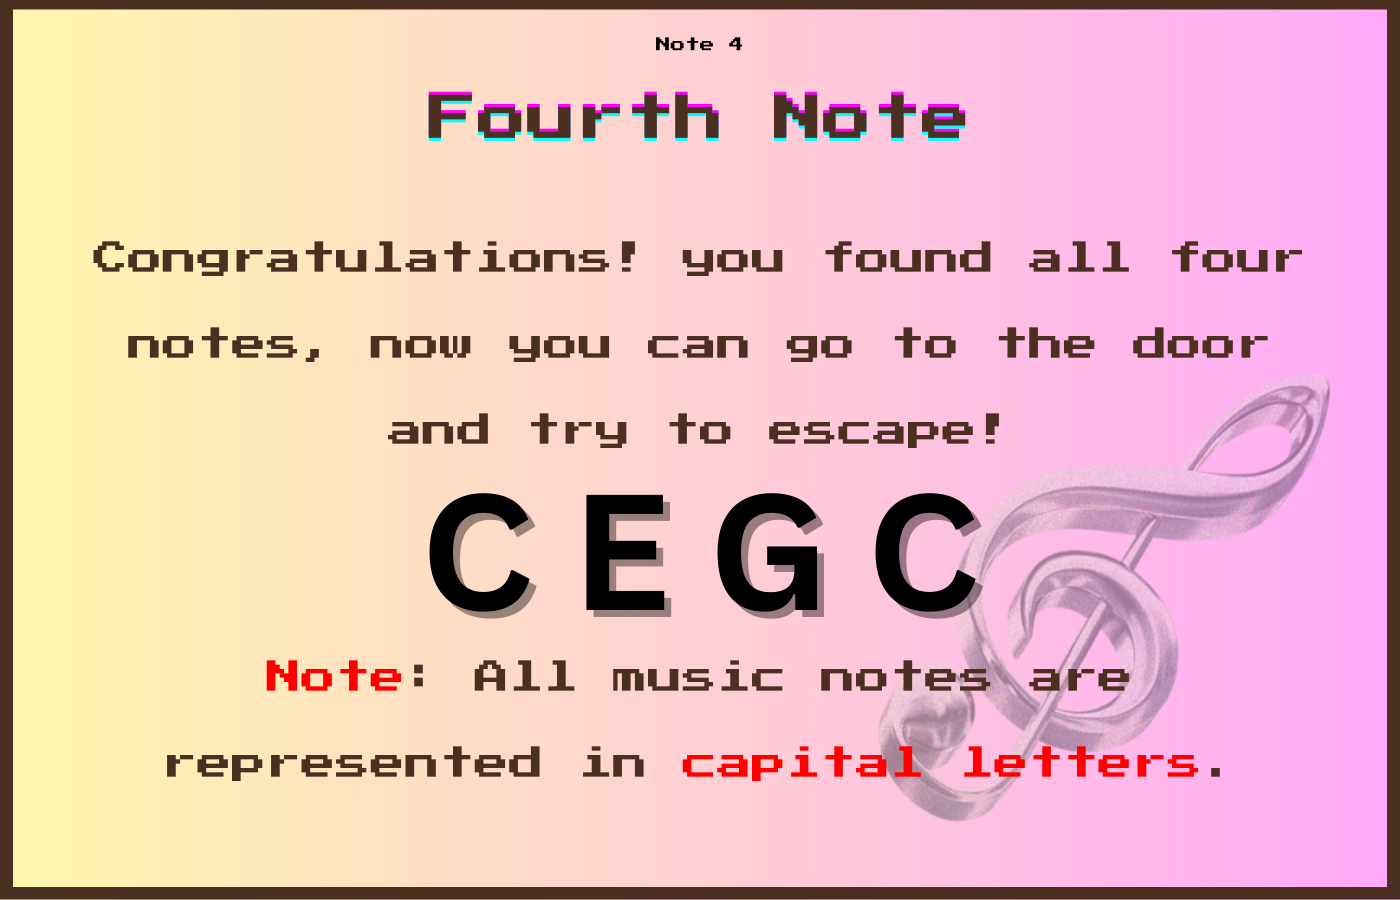 Note 4
Fourth Note
Congratulations! you found all four
notes, now you can go to the door
and try to escape!
C E G C
Note: All music notes are
represented in capital letters.